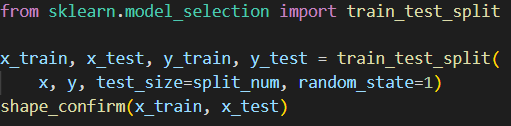 from sklearn.model_selection import train_test_split
x_train, x_test, y_train, y_test = train_test_split(
    x, y, test_size=split_num, random_state=1)
shape_confirm(x_train, x_test)